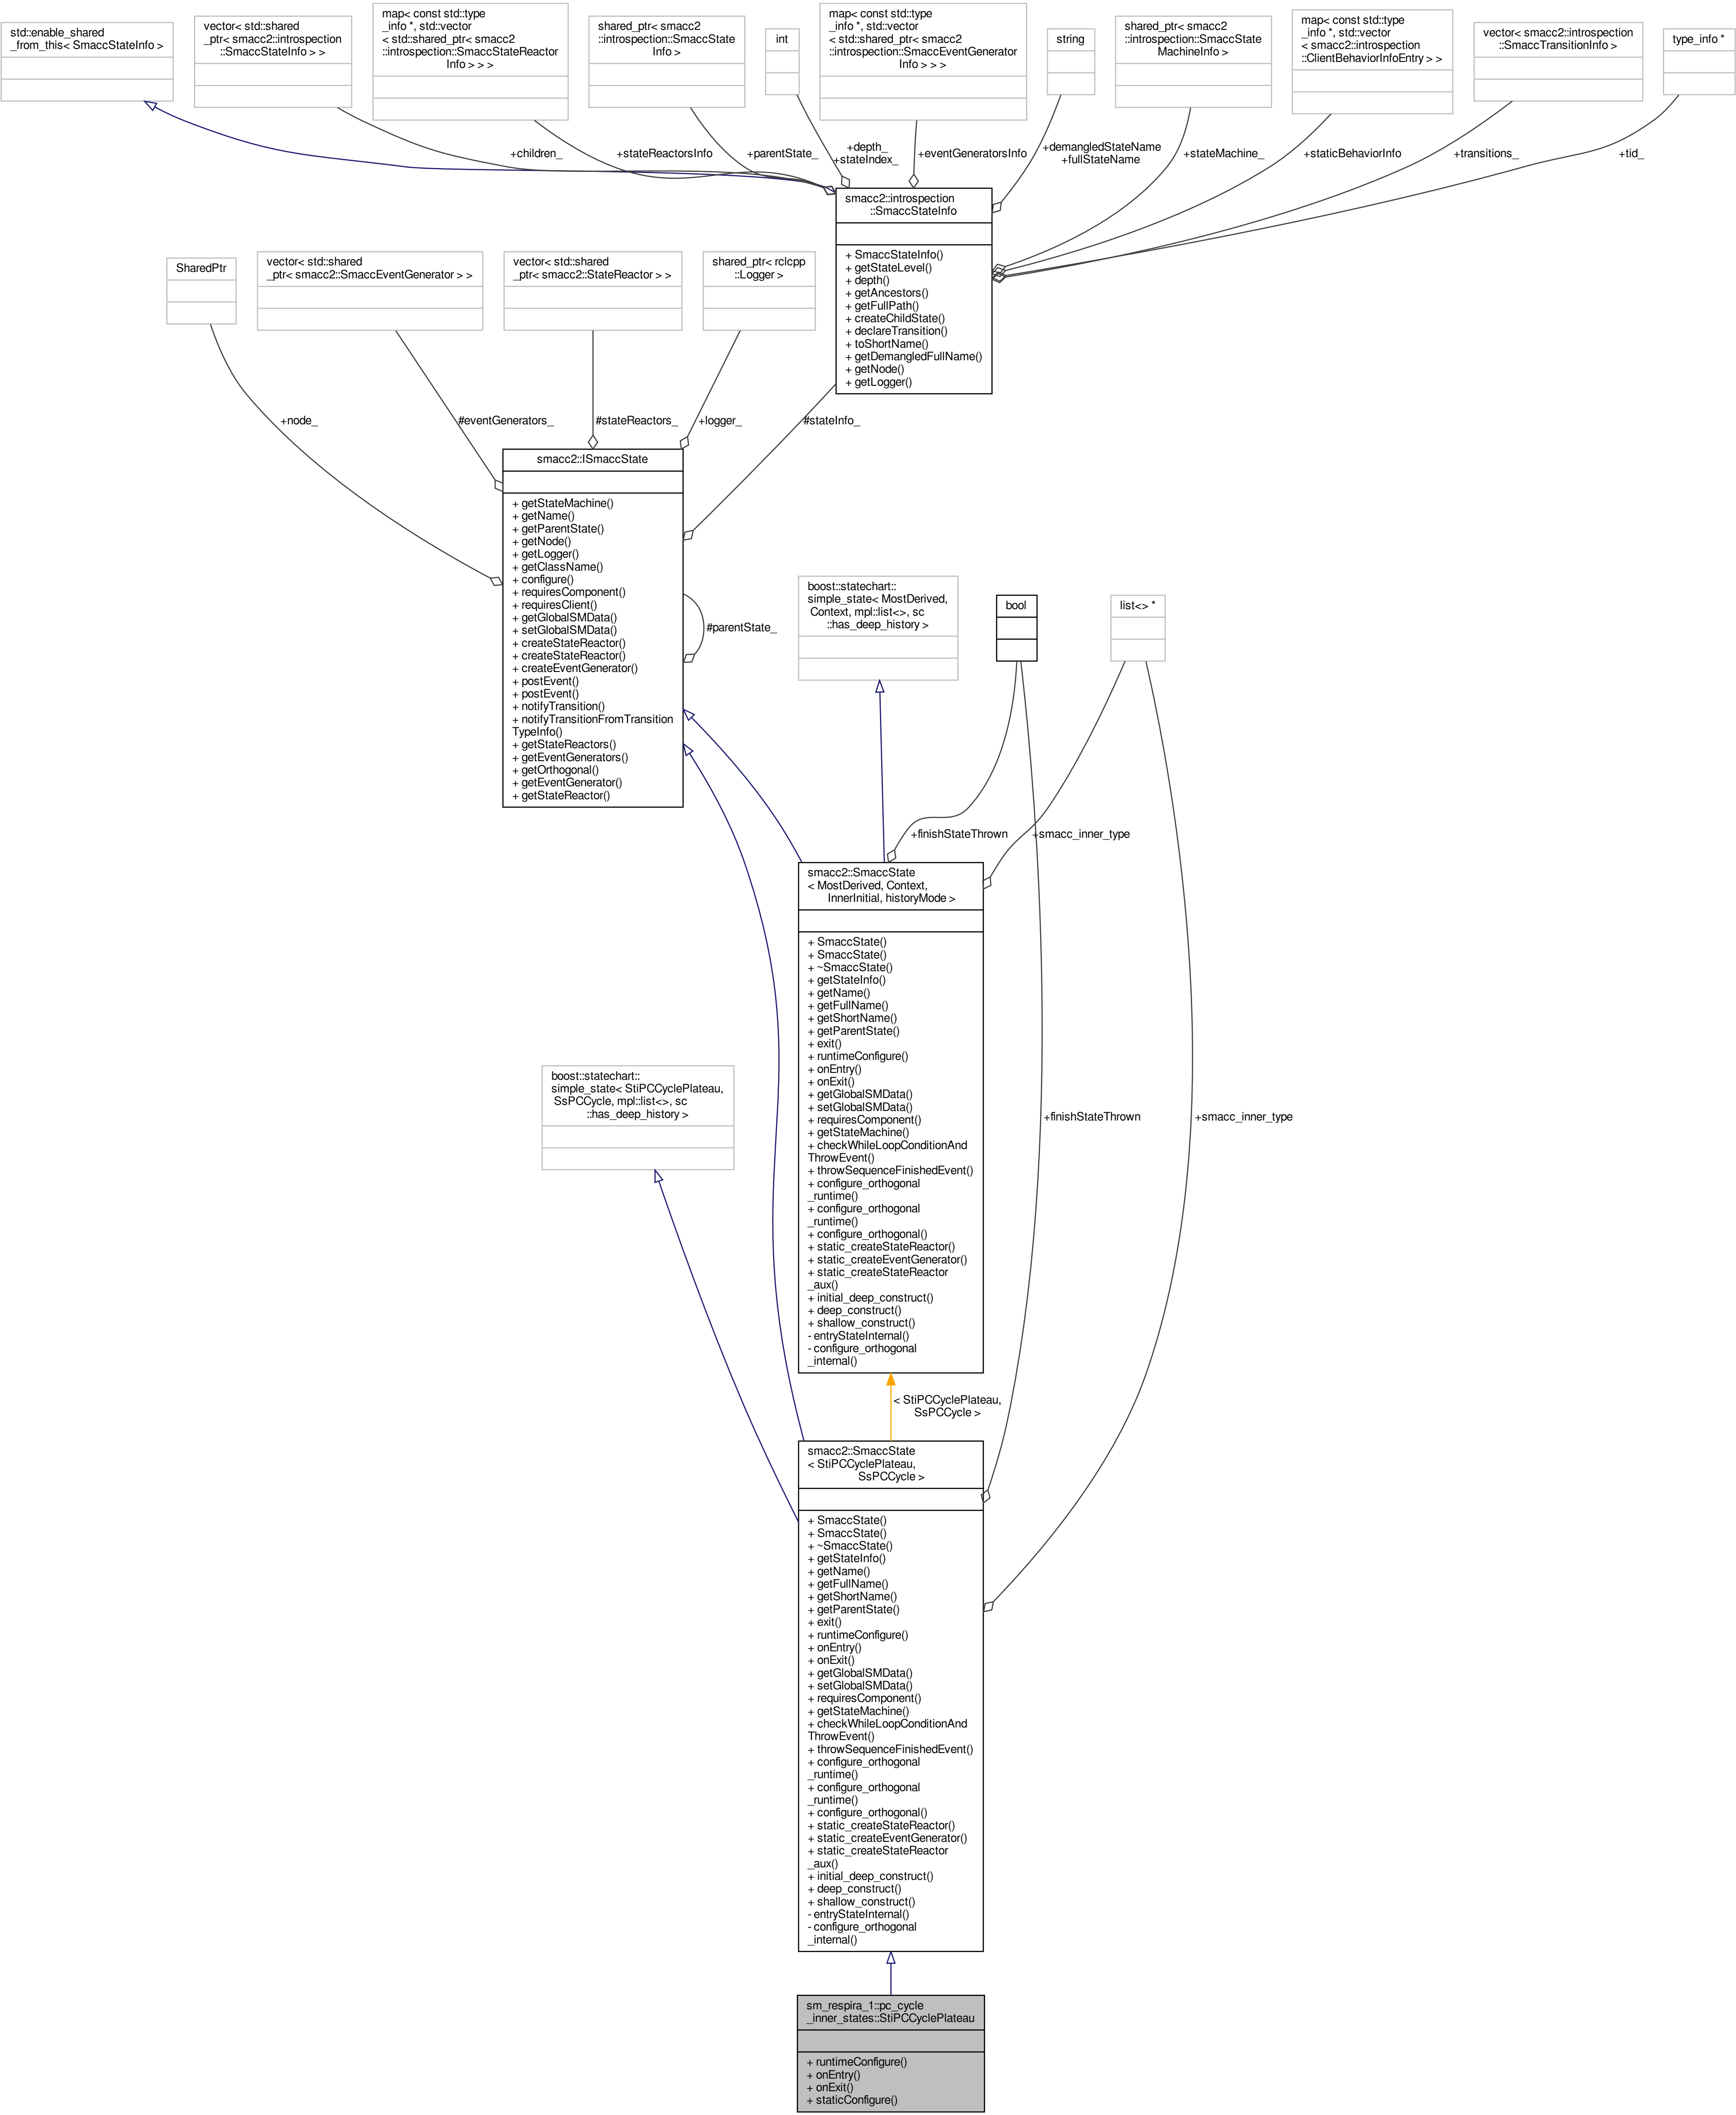 std::enable_shared
_from_this< SmaccStateInfo >
vector< std::shared
_ptr< smacc2::introspection
::SmaccStateInfo > >
map< const std::type
_info *, std::vector
< std::shared_ptr< smacc2
::introspection::SmaccStateReactor
Info > > >
shared_ptr< smacc2
::introspection::SmaccState
Info >
int
map< const std::type
_info *, std::vector
< std::shared_ptr< smacc2
::introspection::SmaccEventGenerator
Info > > >
string
shared_ptr< smacc2
::introspection::SmaccState
MachineInfo >
map< const std::type
_info *, std::vector
< smacc2::introspection
::ClientBehaviorInfoEntry > >
vector< smacc2::introspection
::SmaccTransitionInfo >
type_info *
+children_
+stateReactorsInfo
+parentState_
+depth_
+stateIndex_
+eventGeneratorsInfo
+demangledStateName
+fullStateName
+stateMachine_
+staticBehaviorInfo
+transitions_
+tid_
smacc2::introspection
::SmaccStateInfo
+ SmaccStateInfo()
+ getStateLevel()
+ depth()
+ getAncestors()
+ getFullPath()
+ createChildState()
+ declareTransition()
+ toShortName()
+ getDemangledFullName()
+ getNode()
+ getLogger()
SharedPtr
vector< std::shared
_ptr< smacc2::SmaccEventGenerator > >
vector< std::shared
_ptr< smacc2::StateReactor > >
shared_ptr< rclcpp
::Logger >
+node_
#eventGenerators_
#stateReactors_
+logger_
#stateInfo_
smacc2::ISmaccState
+ getStateMachine()
+ getName()
+ getParentState()
+ getNode()
+ getLogger()
+ getClassName()
+ configure()
+ requiresComponent()
+ requiresClient()
+ getGlobalSMData()
+ setGlobalSMData()
+ createStateReactor()
+ createStateReactor()
+ createEventGenerator()
+ postEvent()
+ postEvent()
+ notifyTransition()
+ notifyTransitionFromTransition
TypeInfo()
+ getStateReactors()
+ getEventGenerators()
+ getOrthogonal()
+ getEventGenerator()
+ getStateReactor()
#parentState_
boost::statechart::
simple_state< MostDerived,
Context, mpl::list<>, sc
::has_deep_history >
bool
list<> *
+finishStateThrown
+smacc_inner_type
smacc2::SmaccState
< MostDerived, Context,
InnerInitial, historyMode >
+ SmaccState()
+ SmaccState()
+ ~SmaccState()
+ getStateInfo()
+ getName()
+ getFullName()
+ getShortName()
+ getParentState()
+ exit()
+ runtimeConfigure()
+ onEntry()
+ onExit()
+ getGlobalSMData()
+ setGlobalSMData()
+ requiresComponent()
+ getStateMachine()
+ checkWhileLoopConditionAnd
ThrowEvent()
+ throwSequenceFinishedEvent()
+ configure_orthogonal
_runtime()
+ configure_orthogonal
_runtime()
+ configure_orthogonal()
+ static_createStateReactor()
+ static_createEventGenerator()
+ static_createStateReactor
_aux()
+ initial_deep_construct()
+ deep_construct()
+ shallow_construct()
- entryStateInternal()
- configure_orthogonal
_internal()
boost::statechart::
simple_state< StiPCCyclePlateau,
SsPCCycle, mpl::list<>, sc
::has_deep_history >
+finishStateThrown
+smacc_inner_type
< StiPCCyclePlateau,
SsPCCycle >
smacc2::SmaccState
< StiPCCyclePlateau,
SsPCCycle >
+ SmaccState()
+ SmaccState()
+ ~SmaccState()
+ getStateInfo()
+ getName()
+ getFullName()
+ getShortName()
+ getParentState()
+ exit()
+ runtimeConfigure()
+ onEntry()
+ onExit()
+ getGlobalSMData()
+ setGlobalSMData()
+ requiresComponent()
+ getStateMachine()
+ checkWhileLoopConditionAnd
ThrowEvent()
+ throwSequenceFinishedEvent()
+ configure_orthogonal
_runtime()
+ configure_orthogonal
_runtime()
+ configure_orthogonal()
+ static_createStateReactor()
+ static_createEventGenerator()
+ static_createStateReactor
_aux()
+ initial_deep_construct()
+ deep_construct()
+ shallow_construct()
- entryStateInternal()
- configure_orthogonal
_internal()
sm_respira_1::pc_cycle
_inner_states::StiPCCyclePlateau
+ runtimeConfigure()
+ onEntry()
+ onExit()
+ staticConfigure()